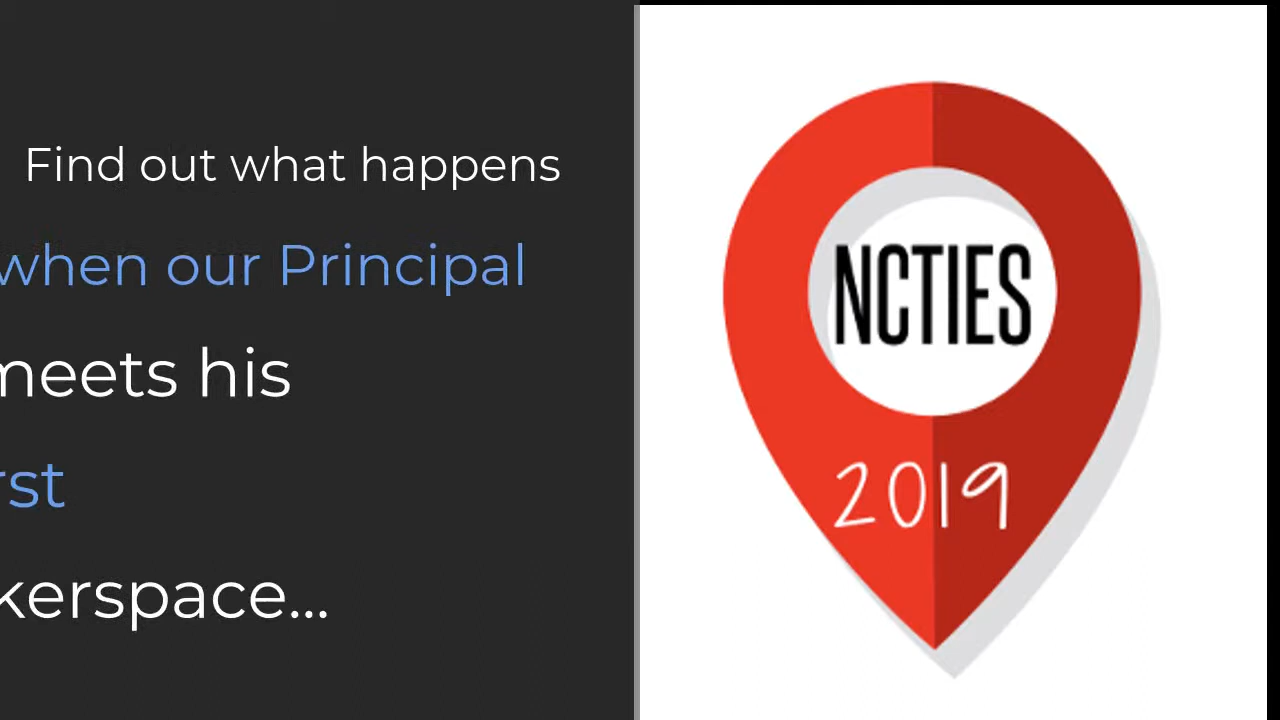 Find out what happens
when our Principal
meets his
rst
kerspace...
NCTIES
2019